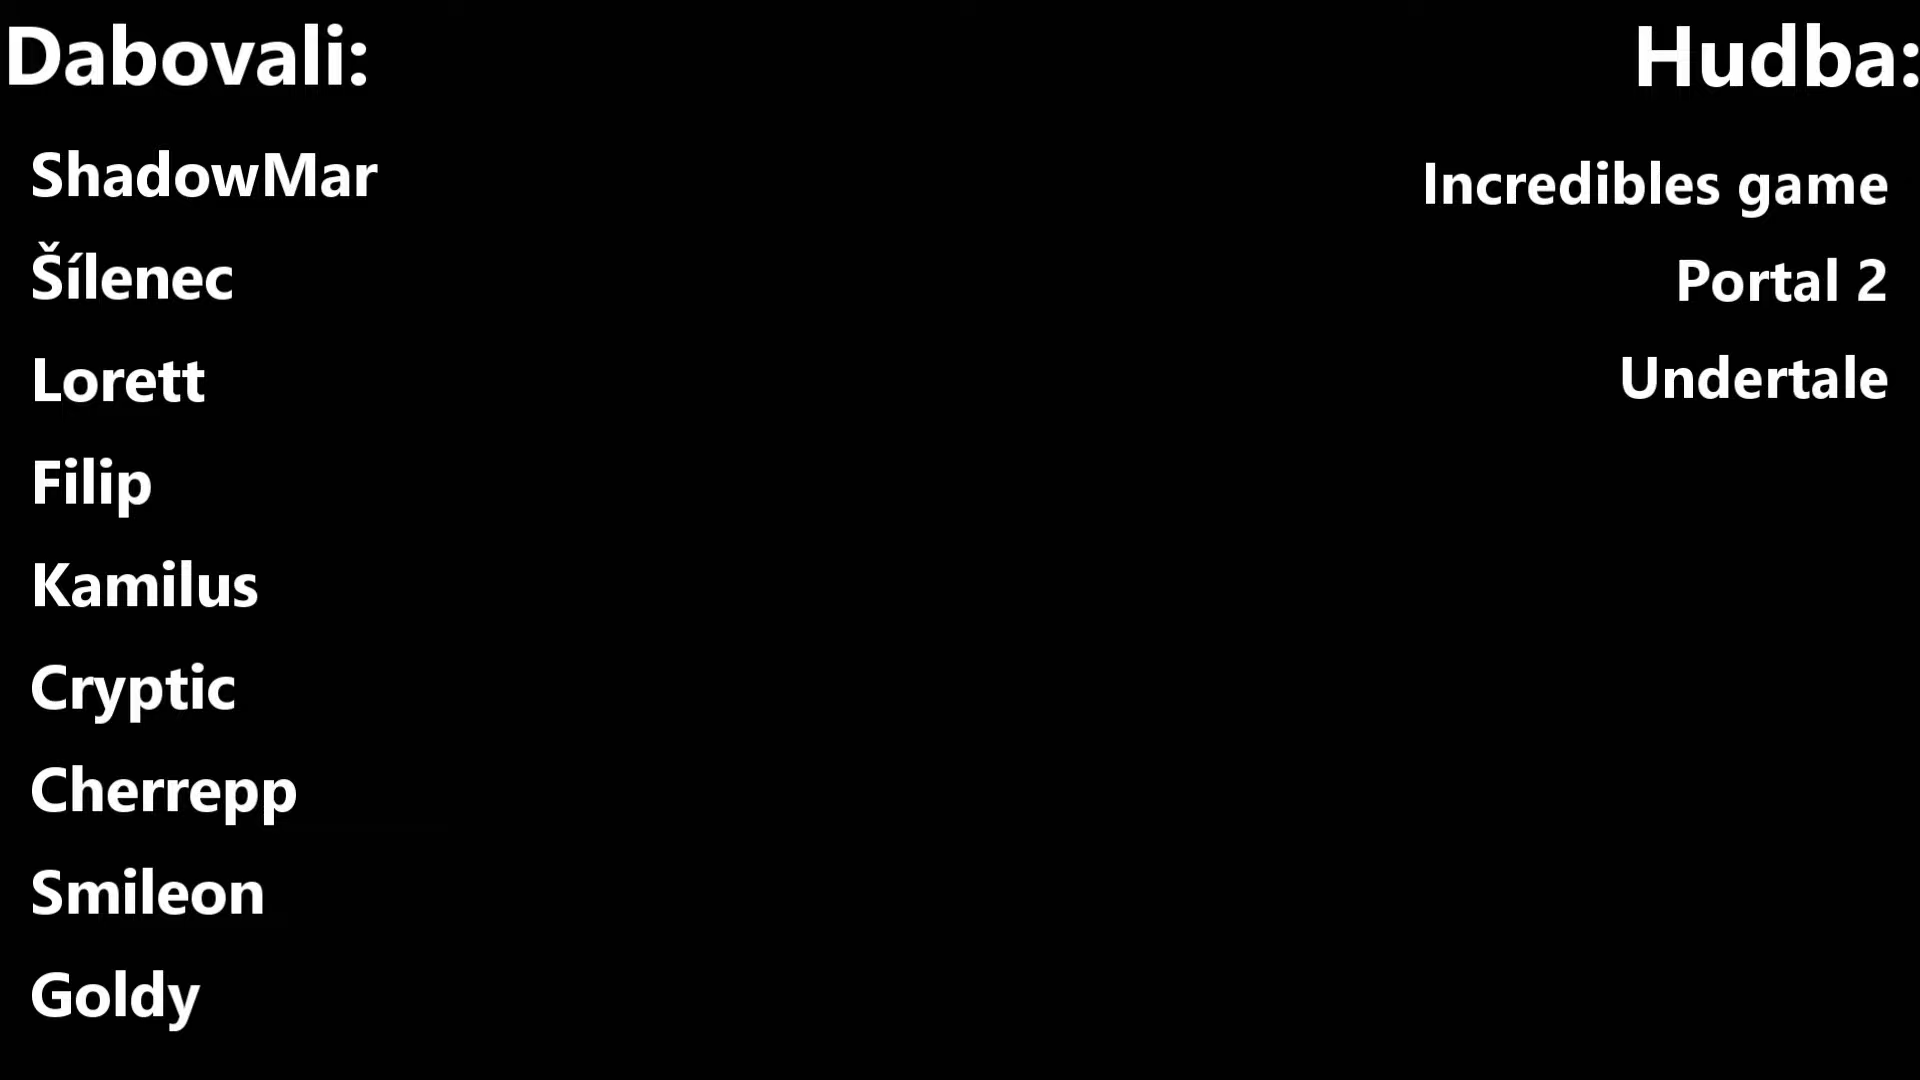 Dabovali:
ShadowMar
Šílenec
Lorett
Filip
Kamilus
Cryptic
Cherrepp
Smileon
Goldy
Hudba:
Incredibles game
Portal 2
Undertale